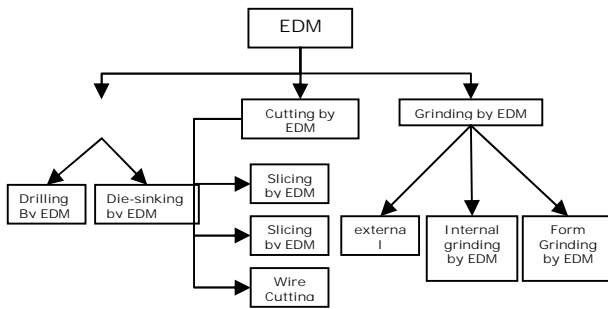 EDM
Cutting by
EDM
Grinding by EDM
Drilling
By EDM
Die-sinking
by EDM
Slicing
by EDM
Slicing
by EDM
Wire
Cutting
externa
l
Internal
grinding
by EDM
Form
Grinding
by EDM